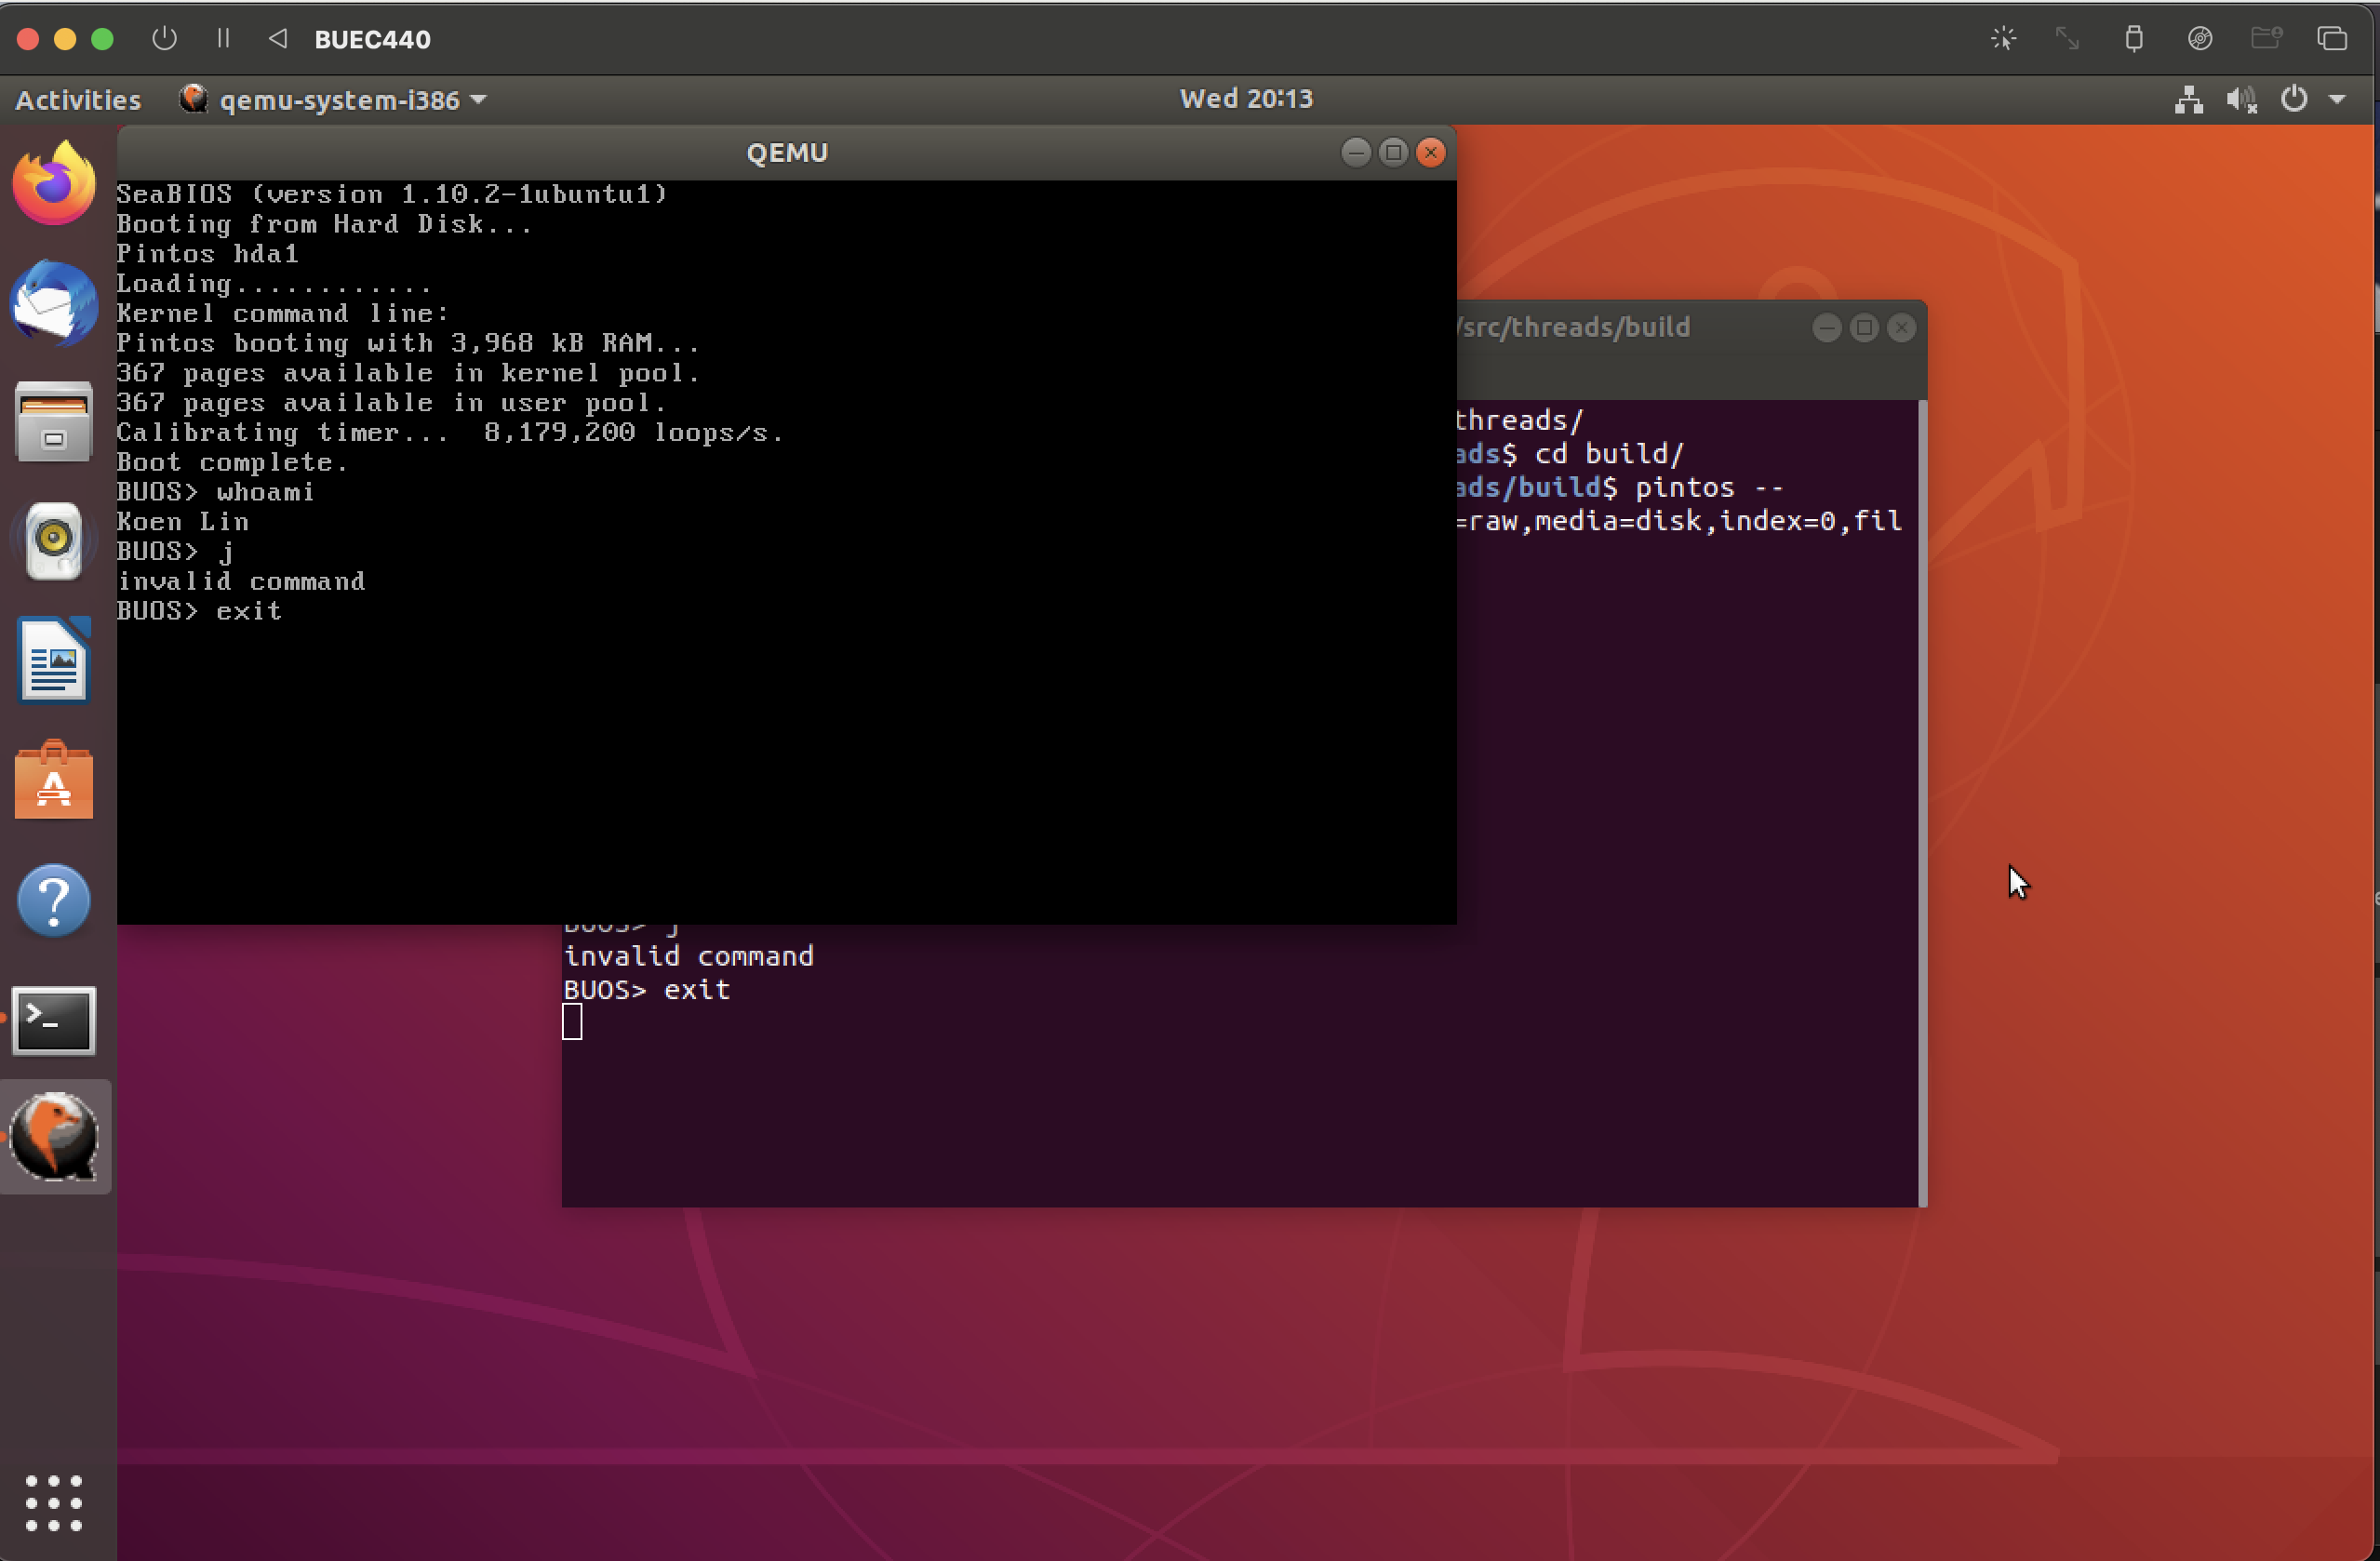 BUEC440
Activities
qemu-system-i386
Wed 20:13
QEMU
SeaBIOS (version 1.10.2-1ubuntu1)
Booting from Hard Disk...
Pintos hda1
Loading............
Kernel command line:
Pintos booting with 3,968 kB RAM...
367 pages available in kernel pool.
367 pages available in user pool.
Calibrating timer...  8,179,200 loops/s.
Boot complete.
BUOS> whoami
Koen Lin
BUOS> j
invalid command
BUOS> exit
/src/threads/build
threads/
ads$ cd build/
ads/build$ pintos --
=raw,media=disk,index=0,fil
BUOS> j
invalid command
BUOS> exit